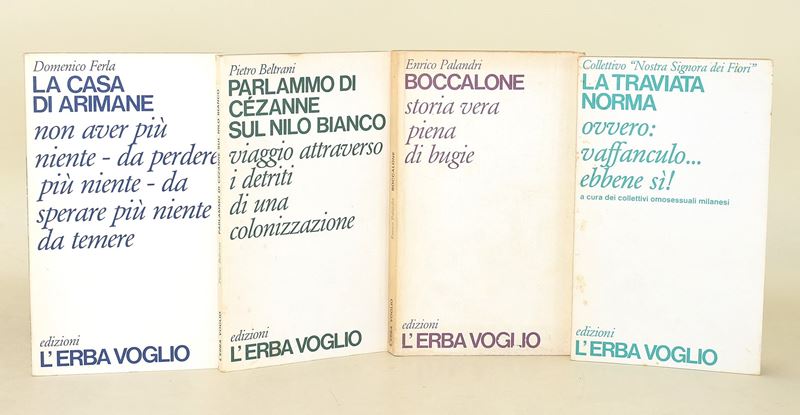 Domenico Ferla
LA CASA
DI ARIMANE
non aver più
niente - da perdere
più niente - da
sperare più niente
da temere
edizioni
L'ERBA VOGLIO
Pietro Beltrani
PARLAMMO DI
CÉZANNE
SUL NILO BIANCO
viaggio attraverso
i detriti
di una
colonizzazione
edizioni
L'ERBA VOGLIO
Enrico Palandri
BOCCALONE
storia vera
piena
di bugie
edizioni
L'ERBA VOGLIO
BOCCALONE
Enrico Palandri
Collettivo "Nostra Signora dei Fiori"
LA TRAVIATA
NORMA
ovvero:
vaffanculo...
ebbene sì!
a cura dei collettivi omosessuali milanesi
edizioni
L'ERBA VOGLIO